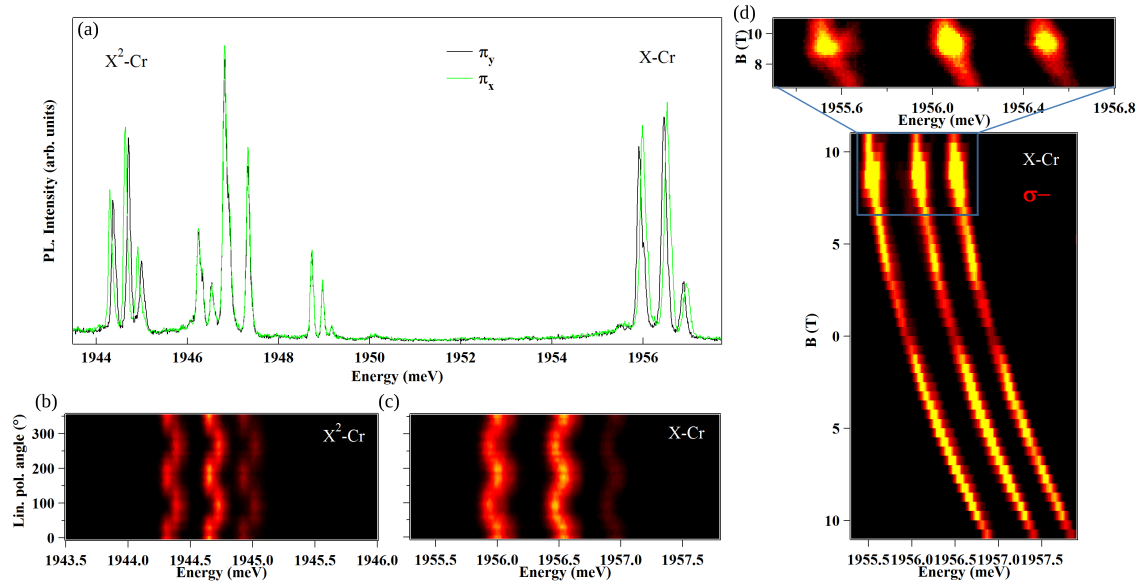 (a)
X²-Cr
πy
πx
X-Cr
PL. Intensity (arb. units)
1944 1946 1948 1950 1952 1954 1956
Energy (meV)
(b)
X²-Cr
Lin. pol. angle (°)
300
200
100
0
1943.5 1944.0 1944.5 1945.0 1945.5 1946.0
Energy (meV)
(c)
X-Cr
1955.5 1956.0 1956.5 1957.0 1957.5
Energy (meV)
(d)
B (T)
10
8
1955.6 1956.0 1956.4 1956.8
Energy (meV)
X-Cr
σ−
B (T)
10
5
0
5
10
1955.5 1956.0 1956.5 1957.0 1957.5
Energy (meV)